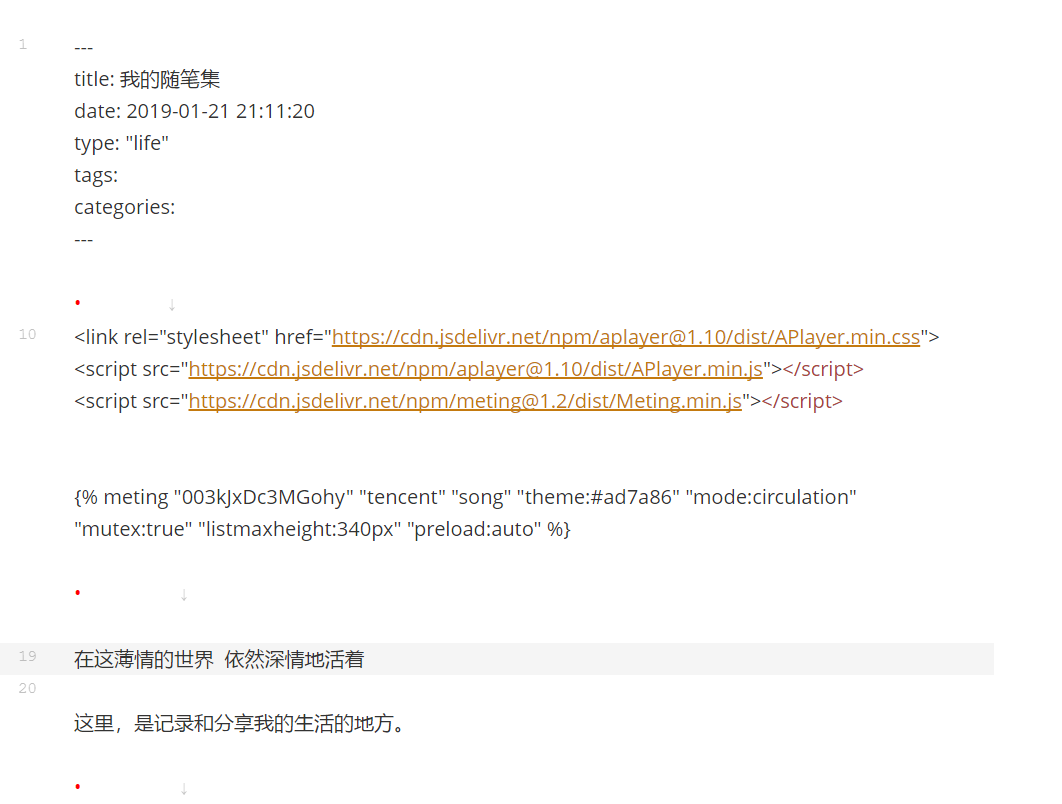 1 ---
title: 我的随笔集
date: 2019-01-21 21:11:20
type: "life"
tags:
categories:
---
• ↓
10 <link rel="stylesheet" href="https://cdn.jsdelivr.net/npm/aplayer@1.10/dist/APlayer.min.css">
<script src="https://cdn.jsdelivr.net/npm/aplayer@1.10/dist/APlayer.min.js"></script>
<script src="https://cdn.jsdelivr.net/npm/meting@1.2/dist/Meting.min.js"></script>
{% meting "003kJxDc3MGohy" "tencent" "song" "theme:#ad7a86" "mode:circulation"
"mutex:true" "listmaxheight:340px" "preload:auto" %}
• ↓
19 在这薄情的世界 依然深情地活着
20
这里，是记录和分享我的生活的地方。
• ↓